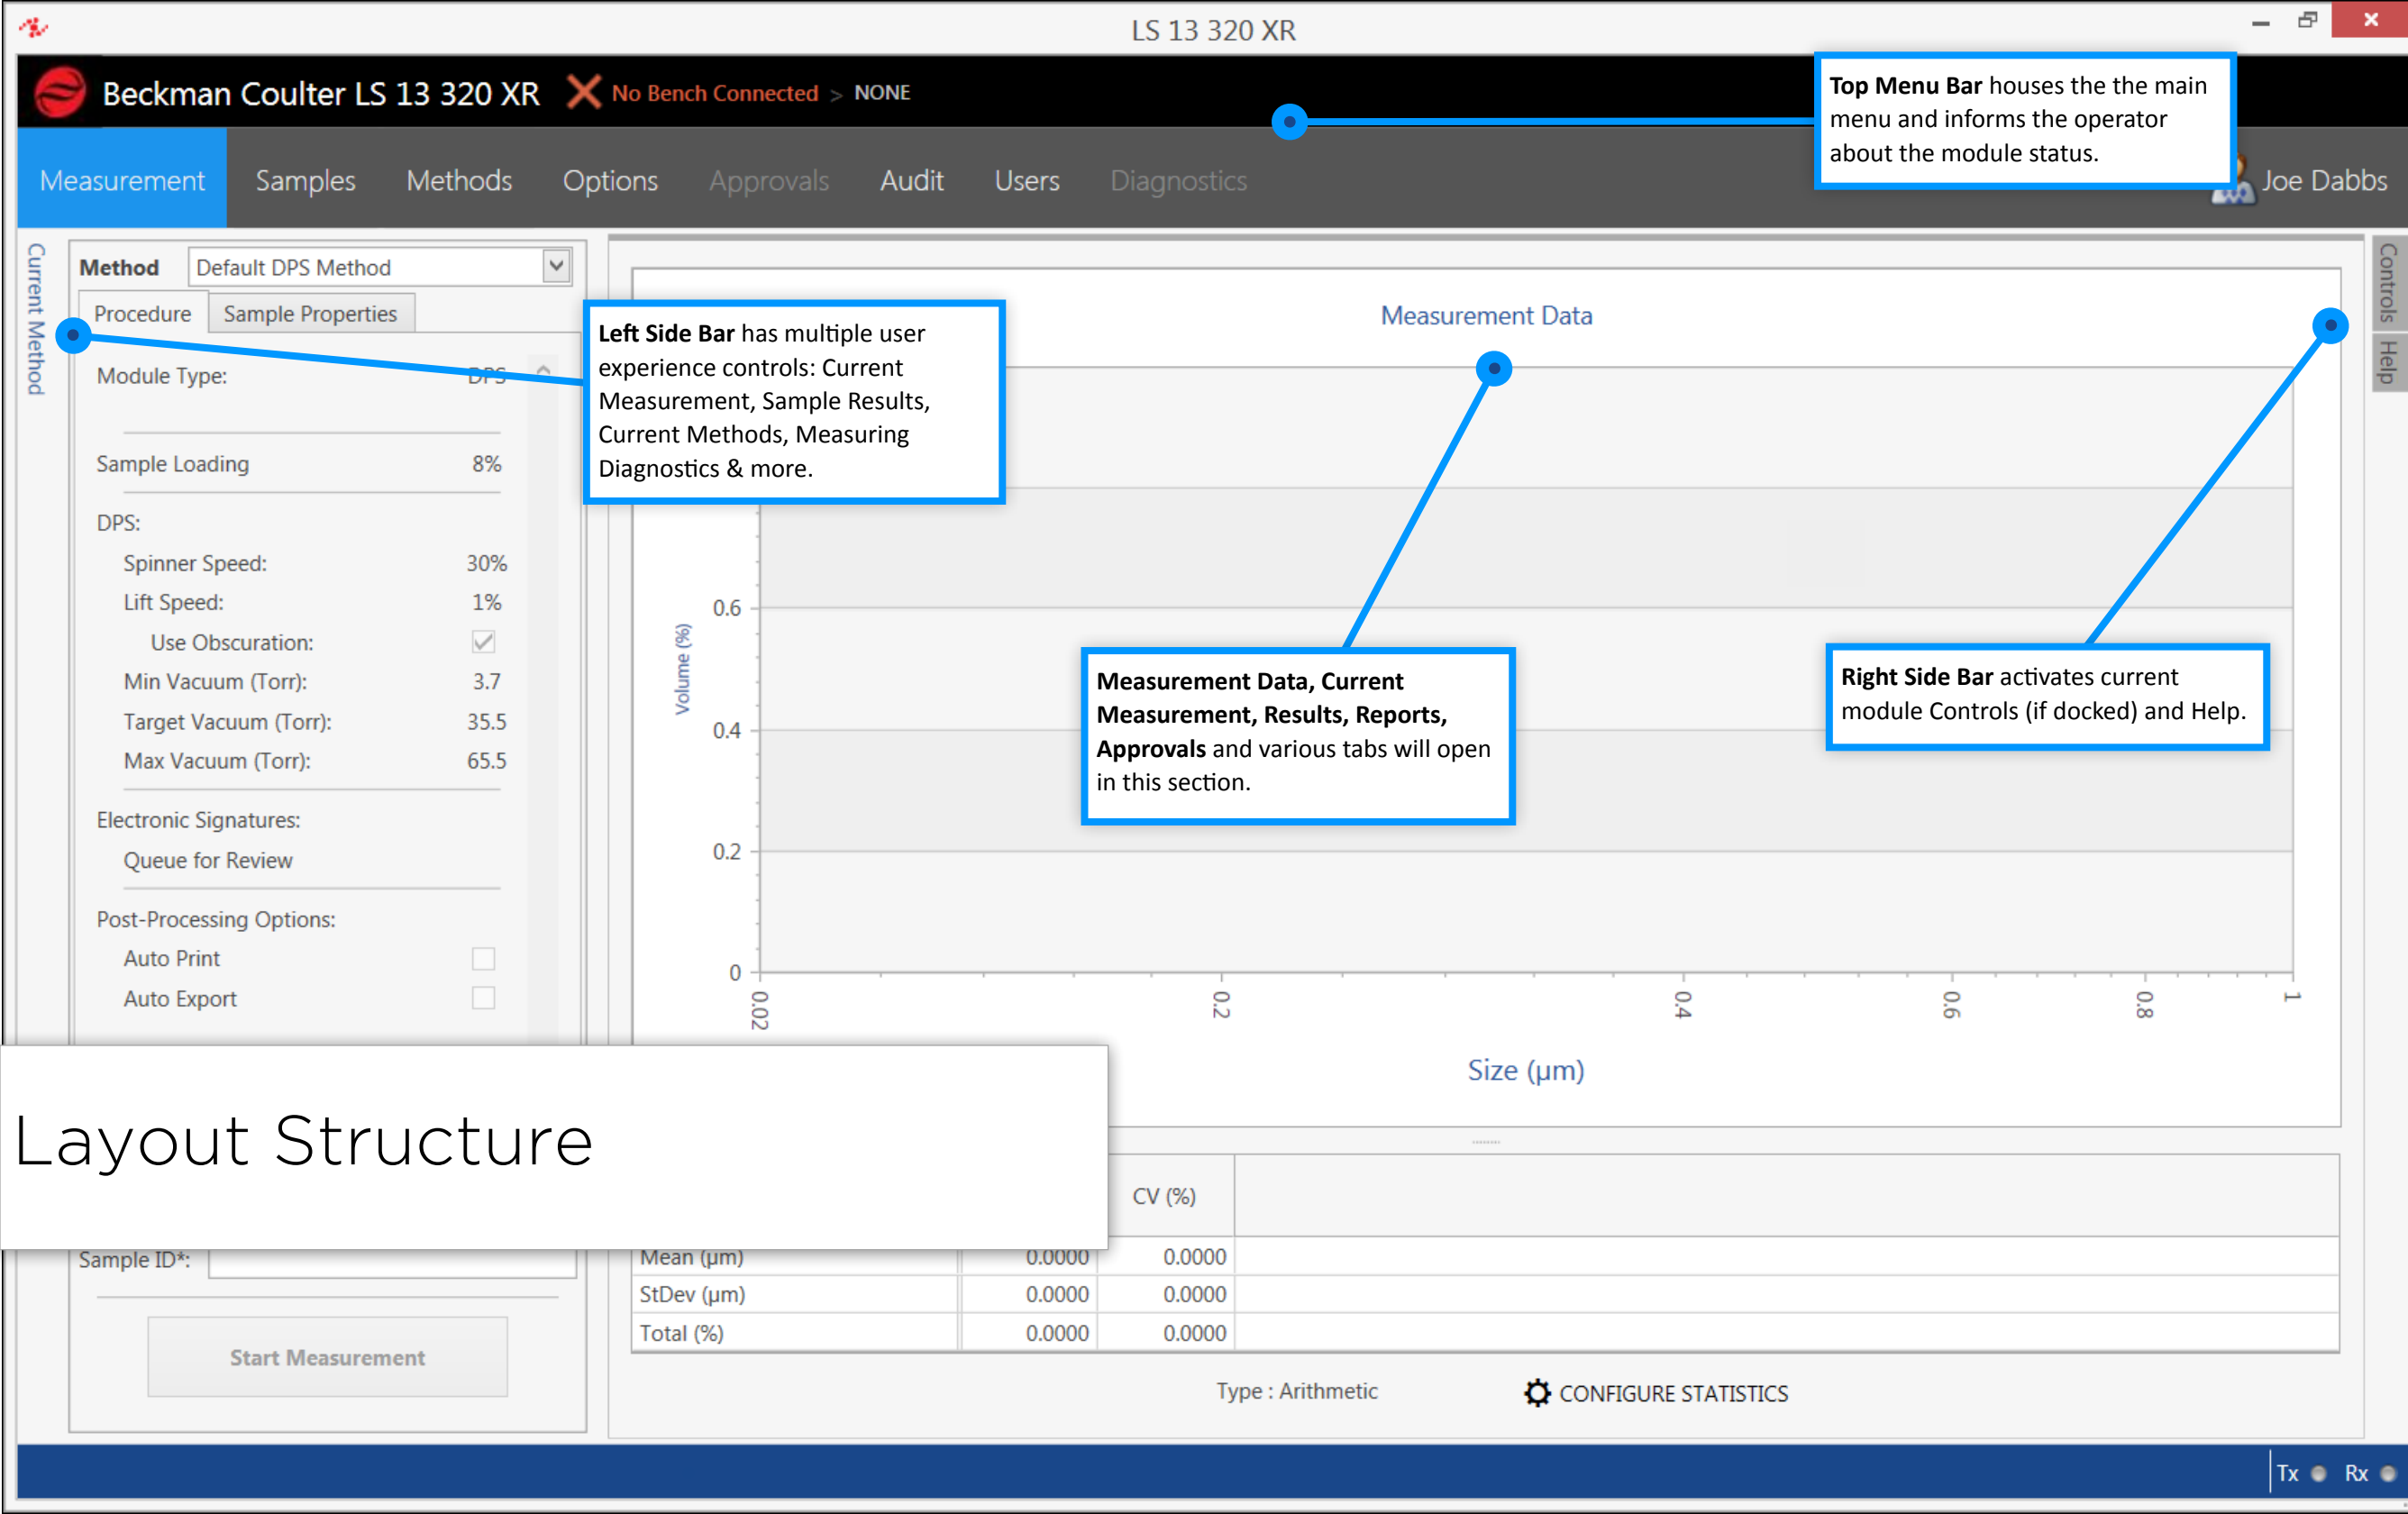 LS 13 320 XR
Beckman Coulter LS 13 320 XR No Bench Connected > NONE
Top Menu Bar houses the the main
menu and informs the operator
about the module status.
Measurement Samples Methods Options Approvals Audit Users Diagnostics
Joe Dabbs
Current Method
Method Default DPS Method
Procedure Sample Properties
Module Type: DPS
Sample Loading 8%
DPS:
Spinner Speed: 30%
Lift Speed: 1%
Use Obscuration:
Min Vacuum (Torr): 3.7
Target Vacuum (Torr): 35.5
Max Vacuum (Torr): 65.5
Electronic Signatures:
Queue for Review
Post-Processing Options:
Auto Print
Auto Export
Left Side Bar has multiple user
experience controls: Current
Measurement, Sample Results,
Current Methods, Measuring
Diagnostics & more.
Measurement Data
Controls
Help
Volume (%)
0.6
0.4
0.2
0
0.02 0.2 0.4 0.6 0.8 1
Size (µm)
Measurement Data, Current
Measurement, Results, Reports,
Approvals and various tabs will open
in this section.
Right Side Bar activates current
module Controls (if docked) and Help.
Layout Structure
Sample ID*:
Start Measurement
CV (%)
Mean (µm) 0.0000 0.0000
StDev (µm) 0.0000 0.0000
Total (%) 0.0000 0.0000
Type : Arithmetic CONFIGURE STATISTICS
Tx Rx